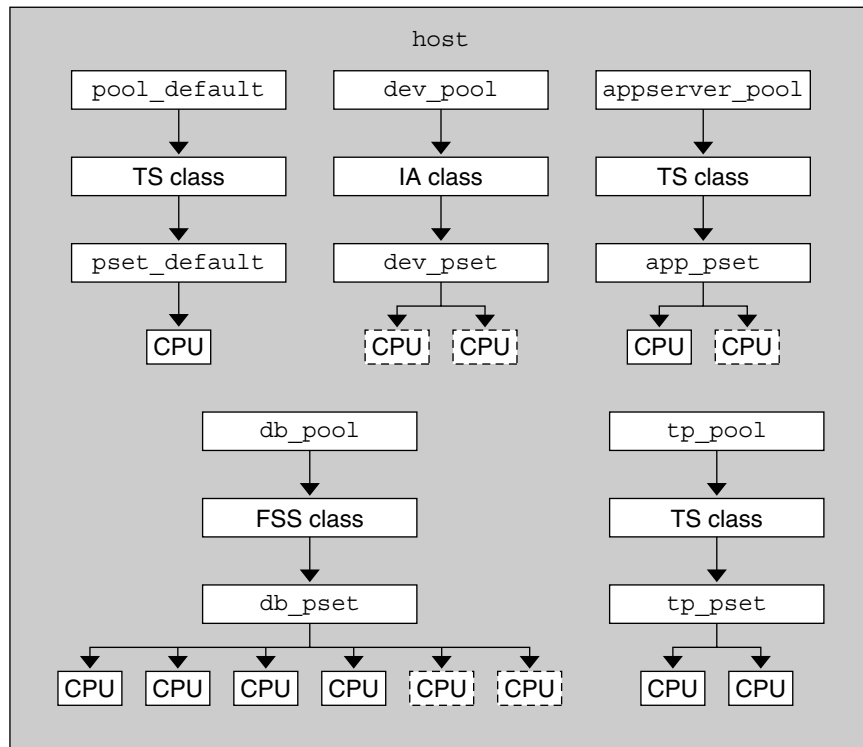 host
pool_default dev_pool appserver_pool
TS class IA class TS class
pset_default dev_pset app_pset
CPU CPU CPU CPU CPU
db_pool tp_pool
FSS class TS class
db_pset tp_pset
CPU CPU CPU CPU CPU CPU CPU CPU